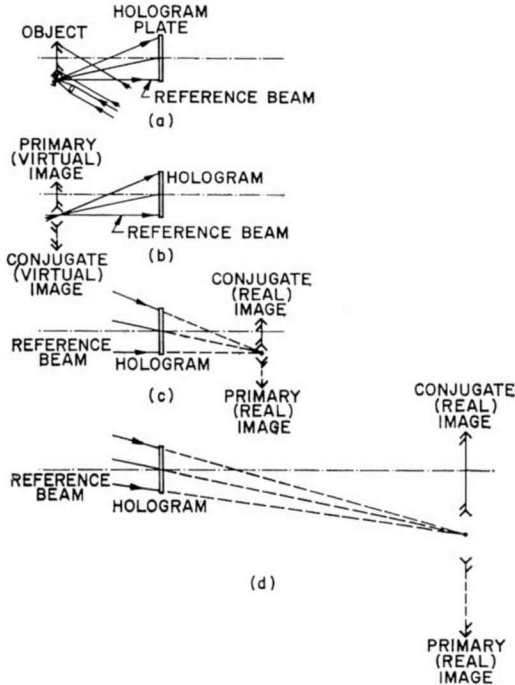 HOLOGRAM
PLATE
OBJECT
REFERENCE BEAM
(a)
PRIMARY
(VIRTUAL)
IMAGE
HOLOGRAM
REFERENCE BEAM
CONJUGATE
(VIRTUAL)
IMAGE
(b)
CONJUGATE
(REAL)
IMAGE
REFERENCE
BEAM
HOLOGRAM
(c)
PRIMARY
(REAL)
IMAGE
CONJUGATE
(REAL)
IMAGE
REFERENCE
BEAM
HOLOGRAM
(d)
PRIMARY
(REAL)
IMAGE